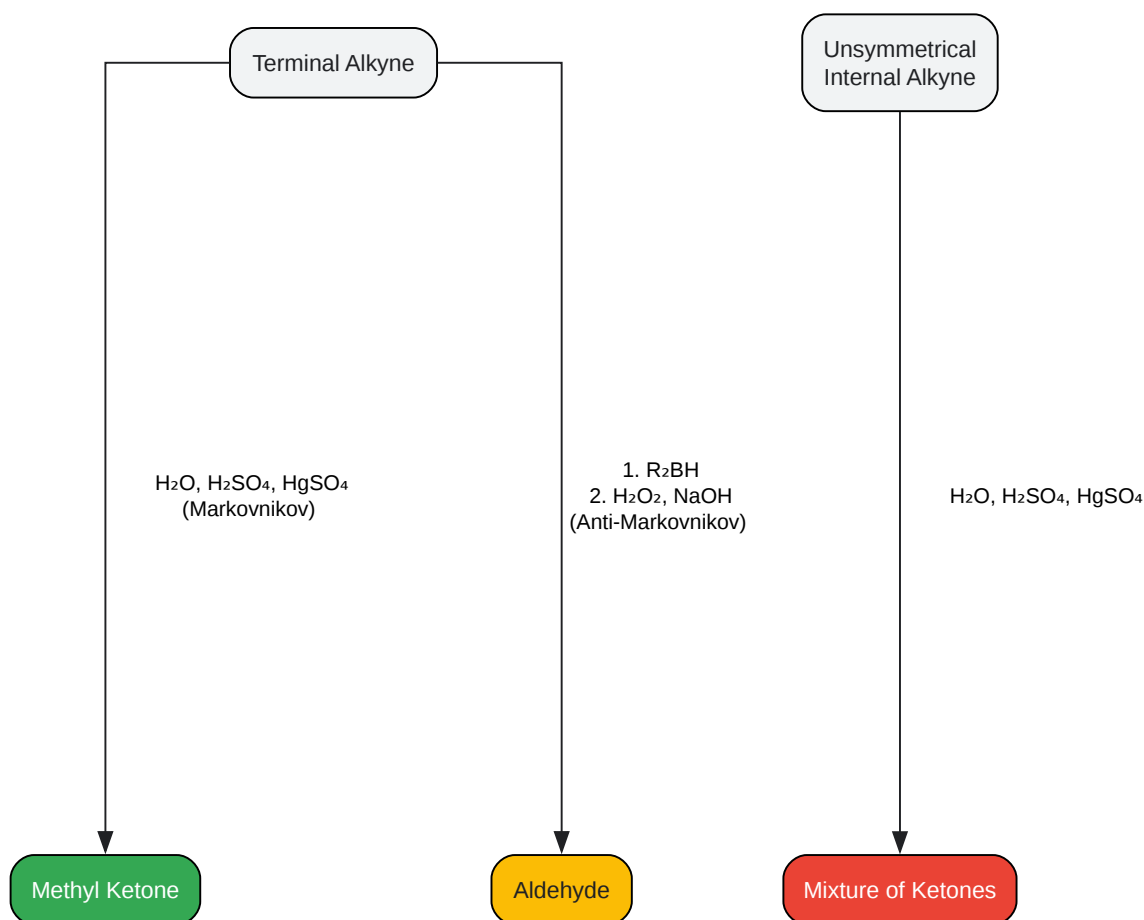 Terminal Alkyne
Unsymmetrical
Internal Alkyne
H₂O, H₂SO₄, HgSO₄
(Markovnikov)
1. R₂BH
2. H₂O₂, NaOH
(Anti-Markovnikov)
H₂O, H₂SO₄, HgSO₄
Methyl Ketone
Aldehyde
Mixture of Ketones